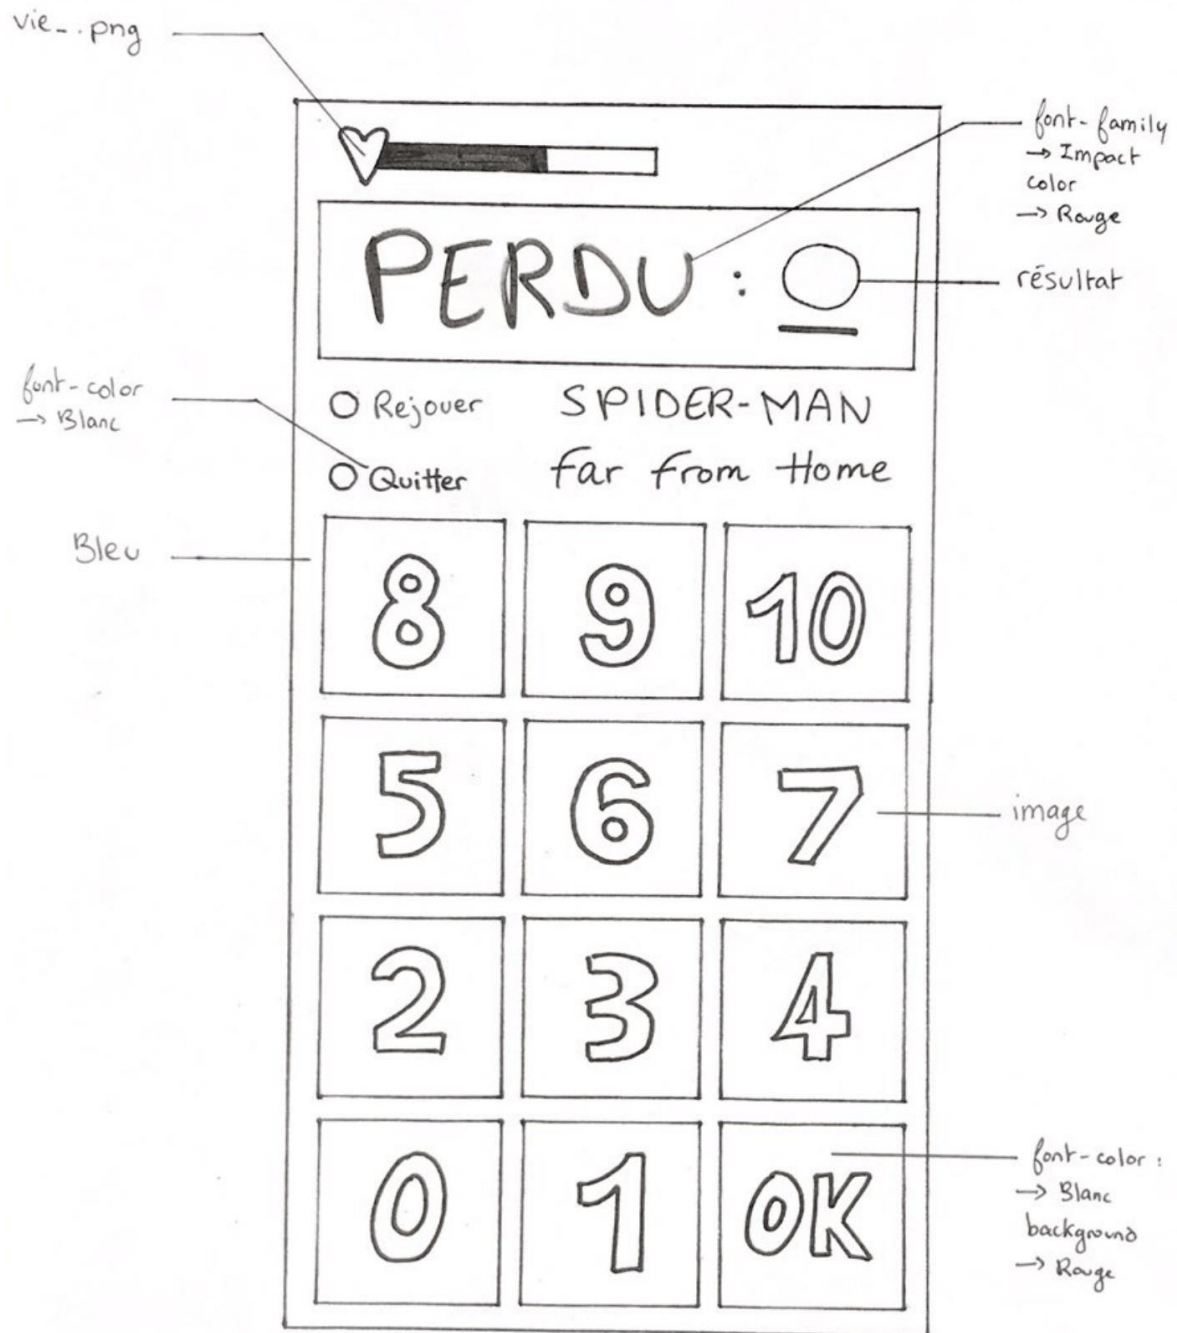 vie_..png
font-family
→ Impact
color
→ Rouge
PERDU :
résultat
font-color
→ Blanc
Rejouer
SPIDER-MAN
Quitter
far from Home
Bleu
8 9 10
5 6 7
image
2 3 4
0 1 OK
font-color :
→ Blanc
background
→ Rouge